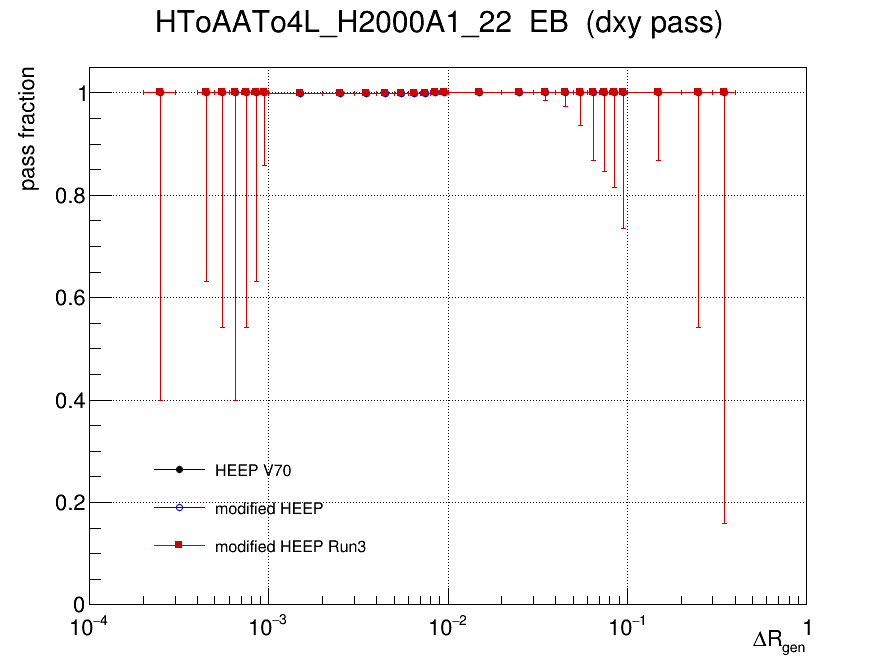 HToAATo4L_H2000A1_22 EB (dxy pass)
pass fraction
1
0.8
0.6
0.4
0.2
0
HEEP V70
modified HEEP
modified HEEP Run3
10⁻⁴ 10⁻³ 10⁻² 10⁻¹ 1
ΔR_gen